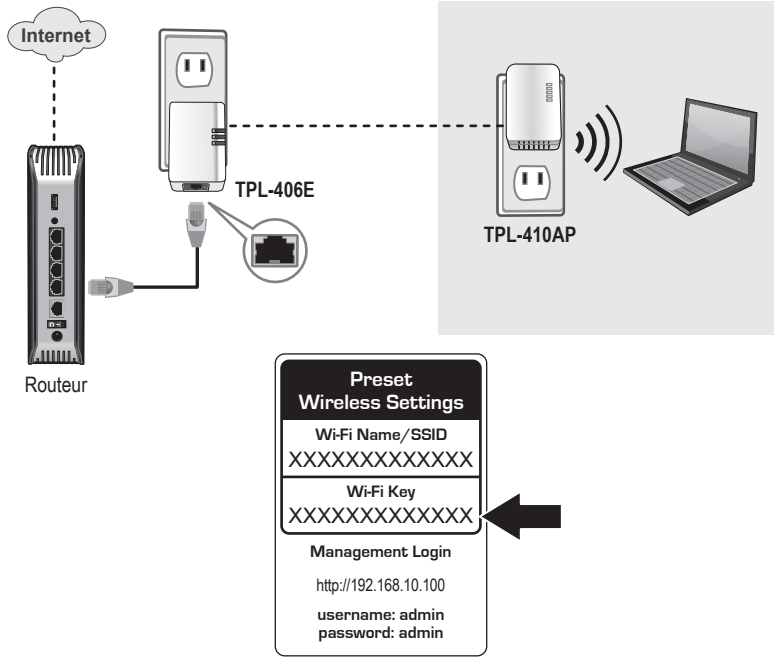 Internet
TPL-406E
TPL-410AP
Routeur
Preset
Wireless Settings
Wi-Fi Name/SSID
XXXXXXXXXXXXX
Wi-Fi Key
XXXXXXXXXXXXX
Management Login
http://192.168.10.100
username: admin
password: admin